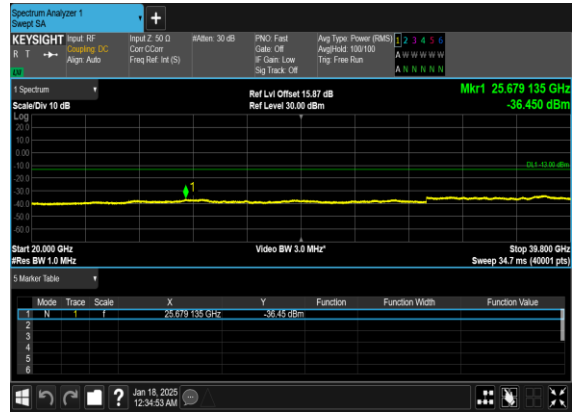 Spectrum Analyzer 1
Swept SA
+
KEYSIGHT Input: RF Input Z: 50 Ω #Atten: 30 dB PNO: Fast Avg Type: Power (RMS) 1 2 3 4 5 6
R T Coupling: DC Corr CCorr Gate: Off Avg|Hold: 100/100 A W W W W W
Align: Auto Freq Ref: Int (S) IF Gain: Low Trig: Free Run
Sig Track: Off A N N N N N
1 Spectrum
Scale/Div 10 dB
Ref Lvl Offset 15.87 dB
Ref Level 30.00 dBm
Mkr1 25.679 135 GHz
-36.450 dBm
Log
20.0
10.0
0.00
-10.0
DL1 -13.00 dBm
-20.0
1
-30.0
-40.0
-50.0
-60.0
Start 20.000 GHz Video BW 3.0 MHz* Stop 39.800 GHz
#Res BW 1.0 MHz Sweep 34.7 ms (40001 pts)
5 Marker Table
Mode Trace Scale X Y Function Function Width Function Value
1 N 1 f 25.679 135 GHz -36.45 dBm
2
3
4
5
6
? Jan 18, 2025
12:34:53 AM